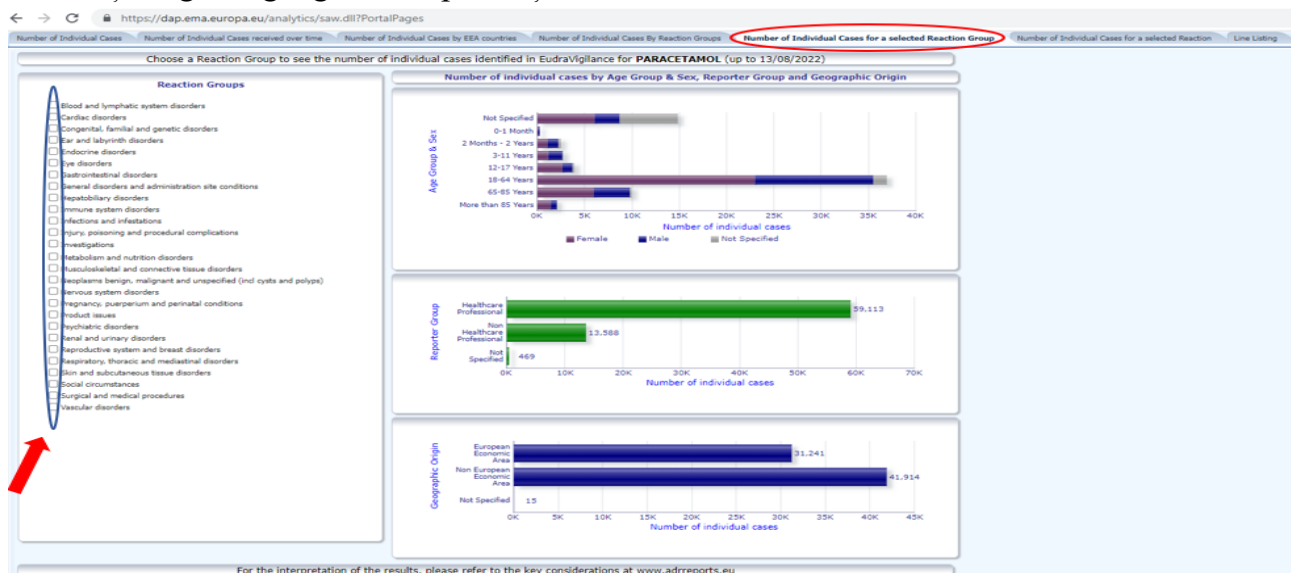 https://dap.ema.europa.eu/analytics/saw.dll?PortalPages
Number of Individual Cases
Number of Individual Cases received over time
Number of Individual Cases by EEA countries
Number of Individual Cases By Reaction Groups
Number of Individual Cases for a selected Reaction Group
Number of Individual Cases for a selected Reaction
Line Listing
Choose a Reaction Group to see the number of individual cases identified in EudraVigilance for PARACETAMOL (up to 13/08/2022)
Reaction Groups
Blood and lymphatic system disorders
Cardiac disorders
Congenital, familial and genetic disorders
Ear and labyrinth disorders
Endocrine disorders
Eye disorders
Gastrointestinal disorders
General disorders and administration site conditions
Hepatobiliary disorders
Immune system disorders
Infections and infestations
Injury, poisoning and procedural complications
Investigations
Metabolism and nutrition disorders
Musculoskeletal and connective tissue disorders
Neoplasms benign, malignant and unspecified (incl cysts and polyps)
Nervous system disorders
Pregnancy, puerperium and perinatal conditions
Product issues
Psychiatric disorders
Renal and urinary disorders
Reproductive system and breast disorders
Respiratory, thoracic and mediastinal disorders
Skin and subcutaneous tissue disorders
Social circumstances
Surgical and medical procedures
Vascular disorders
Number of individual cases by Age Group & Sex, Reporter Group and Geographic Origin
Age Group & Sex
Not Specified
0-1 Month
2 Months - 2 Years
3-11 Years
12-17 Years
18-64 Years
65-85 Years
More than 85 Years
0K 5K 10K 15K 20K 25K 30K 35K 40K
Number of individual cases
Female Male Not Specified
Reporter Group
Healthcare
Professional
59,113
Non
Healthcare
Professional
13,588
Not
Specified
469
0K 10K 20K 30K 40K 50K 60K 70K
Number of individual cases
Geographic Origin
European
Economic
Area
31,241
Non European
Economic
Area
41,914
Not Specified
15
0K 5K 10K 15K 20K 25K 30K 35K 40K 45K
Number of individual cases
For the interpretation of the results, please refer to the key considerations at www.adrreports.eu